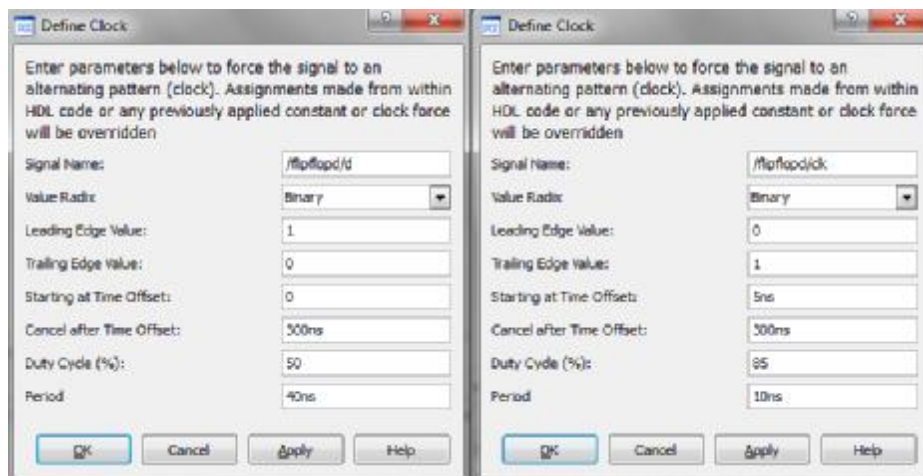 Define Clock
Enter parameters below to force the signal to an
alternating pattern (clock). Assignments made from within
HDL code or any previously applied constant or clock force
will be overridden
Signal Name: /flipflopd/d
Value Radix: Binary
Leading Edge Value: 1
Trailing Edge Value: 0
Starting at Time Offset: 0
Cancel after Time Offset: 300ns
Duty Cycle (%): 50
Period 40ns
OK Cancel Apply Help
Define Clock
Enter parameters below to force the signal to an
alternating pattern (clock). Assignments made from within
HDL code or any previously applied constant or clock force
will be overridden
Signal Name: /flipflopd/clk
Value Radix: Binary
Leading Edge Value: 0
Trailing Edge Value: 1
Starting at Time Offset: 5ns
Cancel after Time Offset: 300ns
Duty Cycle (%): 85
Period 10ns
OK Cancel Apply Help